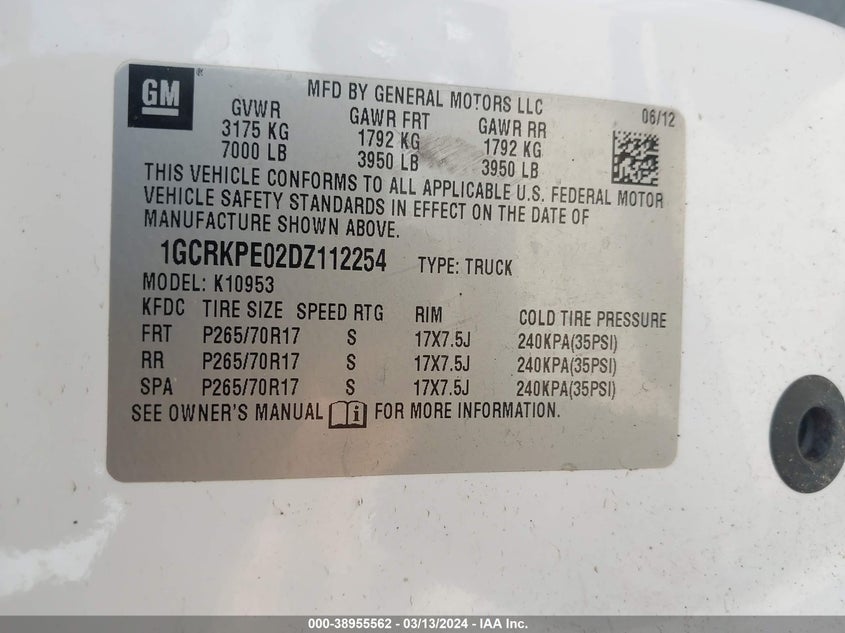 GM
MFD BY GENERAL MOTORS LLC
06/12
GVWR GAWR FRT GAWR RR
3175 KG 1792 KG 1792 KG
7000 LB 3950 LB 3950 LB
THIS VEHICLE CONFORMS TO ALL APPLICABLE U.S. FEDERAL MOTOR
VEHICLE SAFETY STANDARDS IN EFFECT ON THE DATE OF
MANUFACTURE SHOWN ABOVE.
1GCRKPE02DZ112254 TYPE: TRUCK
MODEL: K10953
KFDC TIRE SIZE SPEED RTG RIM COLD TIRE PRESSURE
FRT P265/70R17 S 17X7.5J 240KPA(35PSI)
RR P265/70R17 S 17X7.5J 240KPA(35PSI)
SPA P265/70R17 S 17X7.5J 240KPA(35PSI)
SEE OWNER'S MANUAL i FOR MORE INFORMATION.
000-38955562 - 03/13/2024 - IAA Inc.